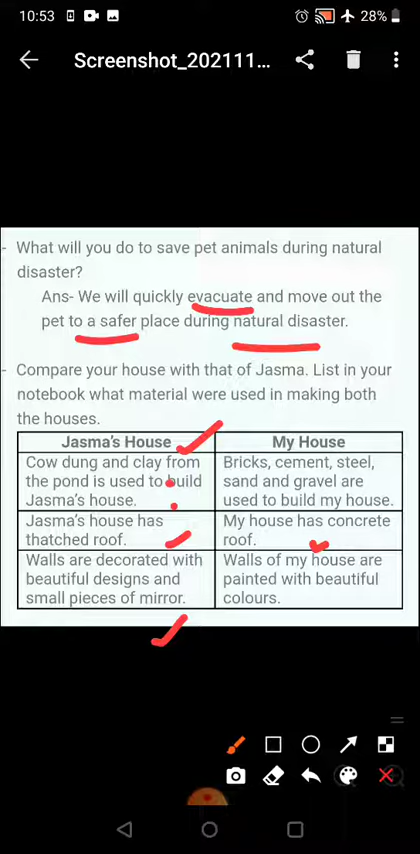 10:53
28%
Screenshot_202111...
- What will you do to save pet animals during natural
disaster?
Ans- We will quickly evacuate and move out the
pet to a safer place during natural disaster.
- Compare your house with that of Jasma. List in your
notebook what material were used in making both
the houses.
Jasma's House
My House
Cow dung and clay from
the pond is used to build
Jasma's house.
Bricks, cement, steel,
sand and gravel are
used to build my house.
Jasma's house has
thatched roof.
My house has concrete
roof.
Walls are decorated with
beautiful designs and
small pieces of mirror.
Walls of my house are
painted with beautiful
colours.